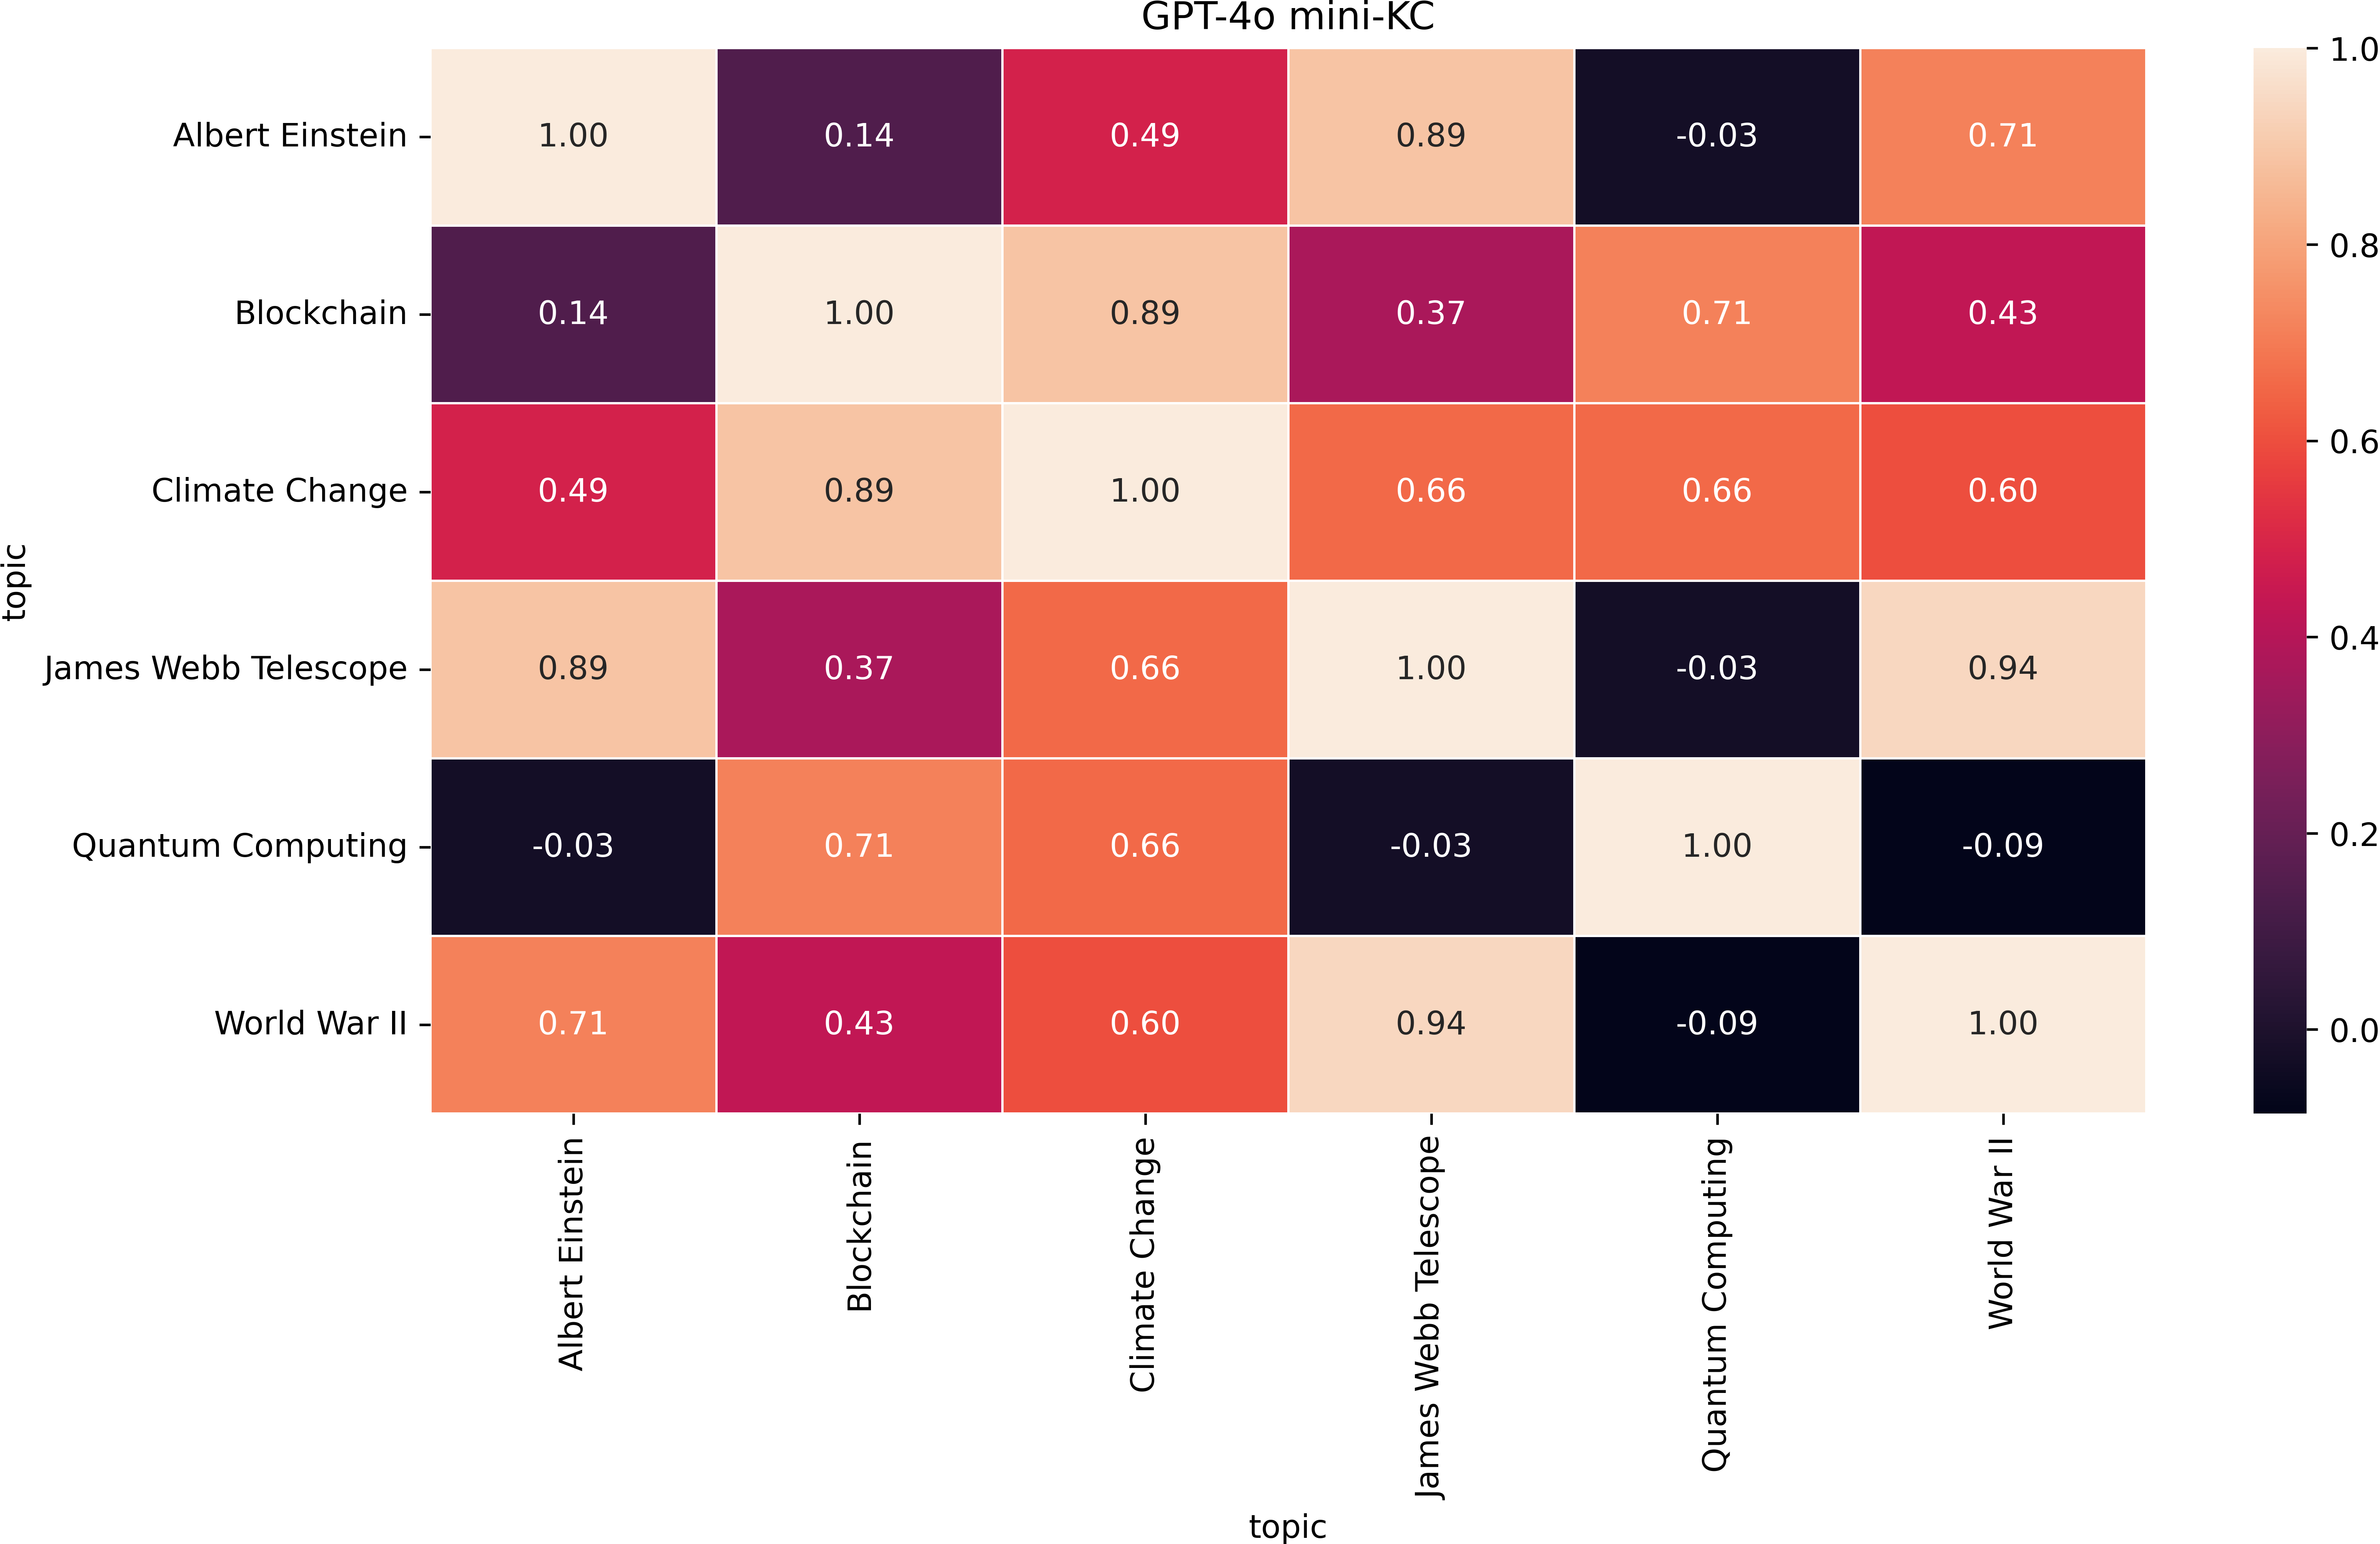 GPT-4o mini-KC
1.0
Albert Einstein 1.00 0.14 0.49 0.89 -0.03 0.71
0.8
Blockchain 0.14 1.00 0.89 0.37 0.71 0.43
0.6
Climate Change 0.49 0.89 1.00 0.66 0.66 0.60
topic
0.4
James Webb Telescope 0.89 0.37 0.66 1.00 -0.03 0.94
0.2
Quantum Computing -0.03 0.71 0.66 -0.03 1.00 -0.09
World War II 0.71 0.43 0.60 0.94 -0.09 1.00
0.0
Albert Einstein
Blockchain
Climate Change
James Webb Telescope
Quantum Computing
World War II
topic